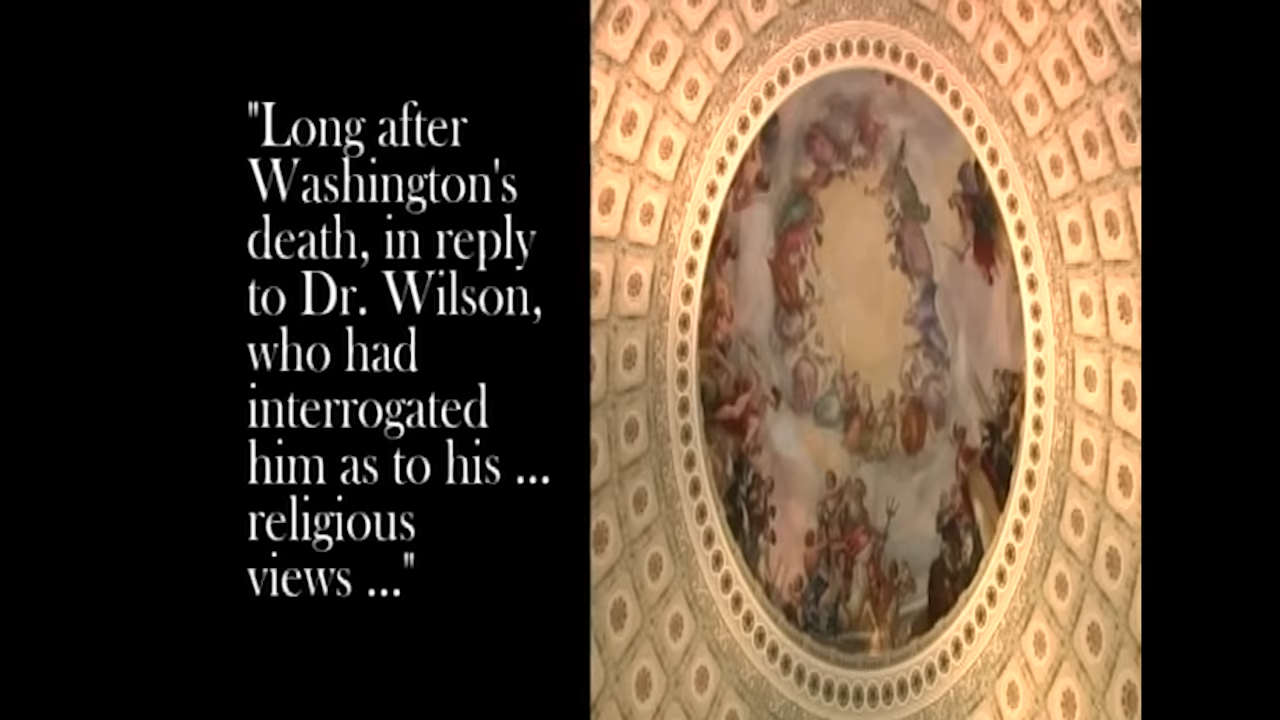 "Long after
Washington's
death, in reply
to Dr. Wilson,
who had
interrogated
him as to his ...
religious
views ..."